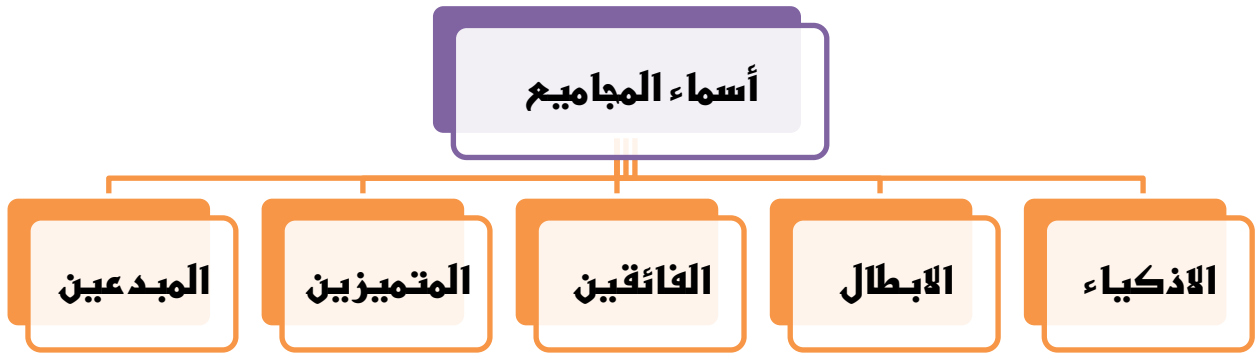 أسماء المجاميع
الاذكياء
الابطال
الفائقين
المتميزين
المبدعين